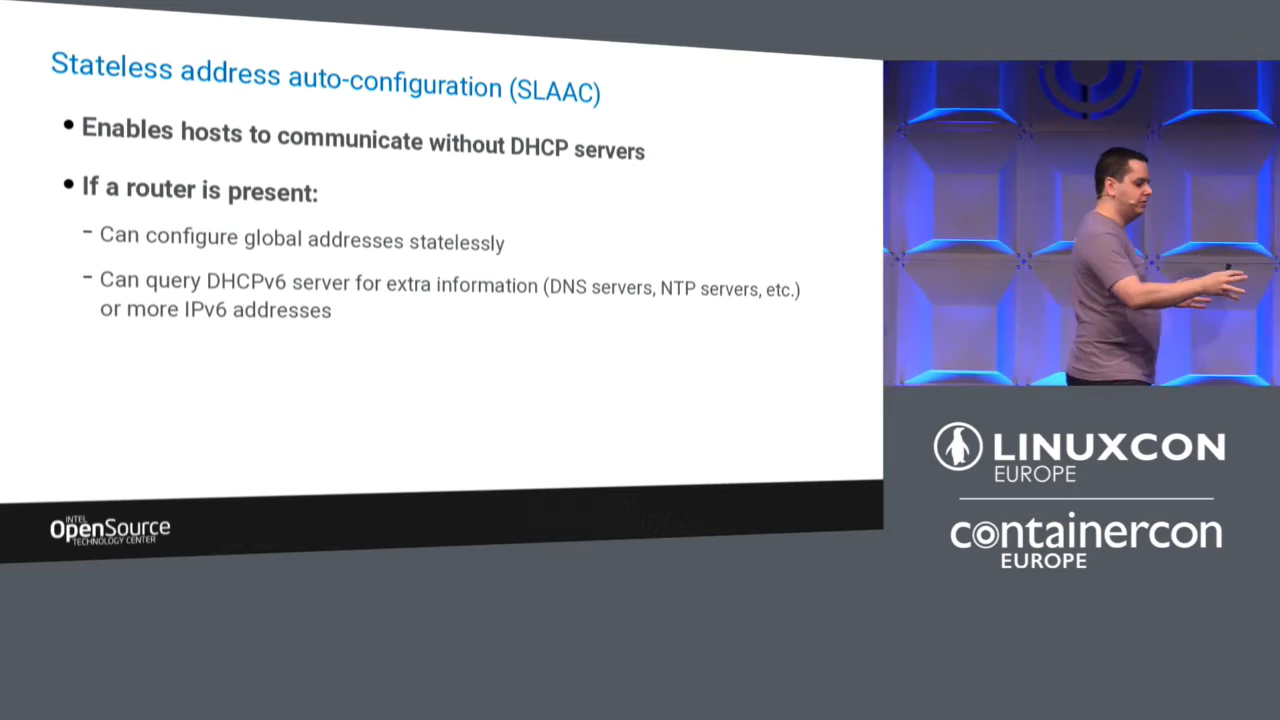 Stateless address auto-configuration (SLAAC)
• Enables hosts to communicate without DHCP servers
• If a router is present:
- Can configure global addresses statelessly
- Can query DHCPv6 server for extra information (DNS servers, NTP servers, etc.)
or more IPv6 addresses
INTEL
OpenSource
TECHNOLOGY CENTER
LINUXCON
EUROPE
containercon
EUROPE